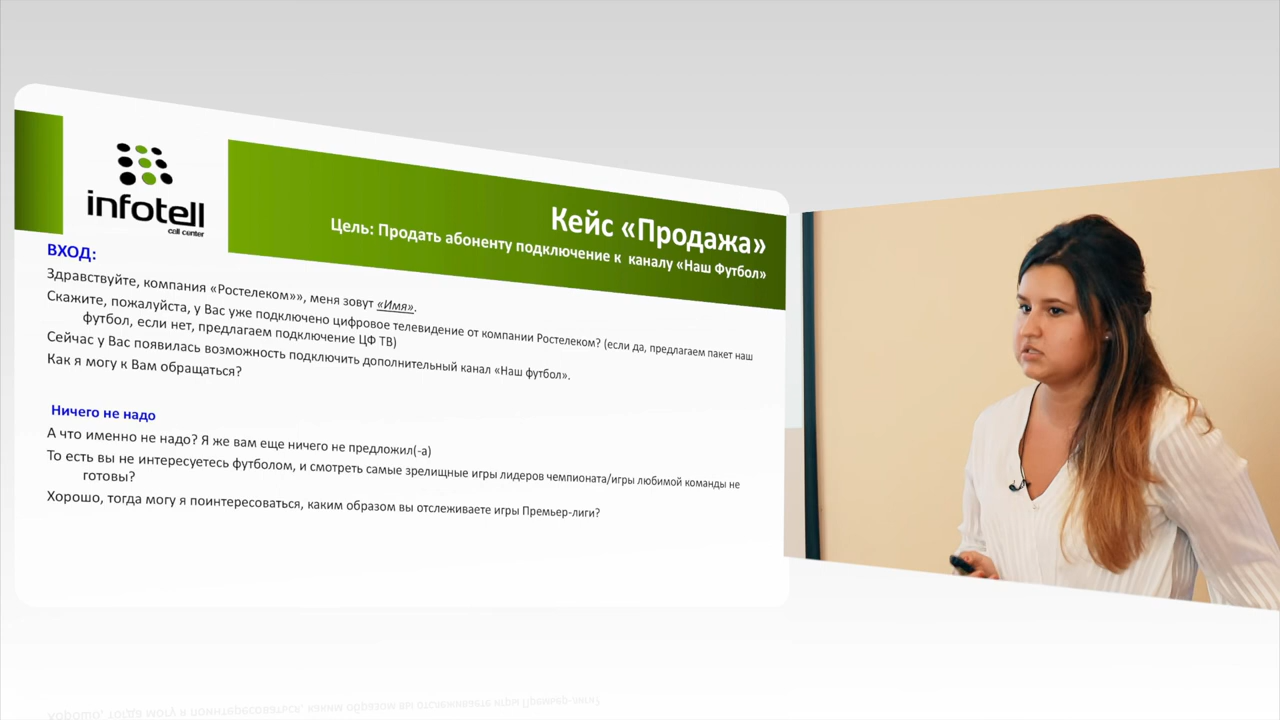 infotell
call center
Кейс «Продажа»
Цель: Продать абоненту подключение к каналу «Наш Футбол»
ВХОД:
Здравствуйте, компания «Ростелеком»», меня зовут «Имя».
Скажите, пожалуйста, у Вас уже подключено цифровое телевидение от компании Ростелеком? (если да, предлагаем пакет наш
футбол, если нет, предлагаем подключение ЦФ ТВ)
Сейчас у Вас появилась возможность подключить дополнительный канал «Наш футбол».
Как я могу к Вам обращаться?
Ничего не надо
А что именно не надо? Я же вам еще ничего не предложил(-а)
То есть вы не интересуетесь футболом, и смотреть самые зрелищные игры лидеров чемпионата/игры любимой команды не
готовы?
Хорошо, тогда могу я поинтересоваться, каким образом вы отслеживаете игры Премьер-лиги?